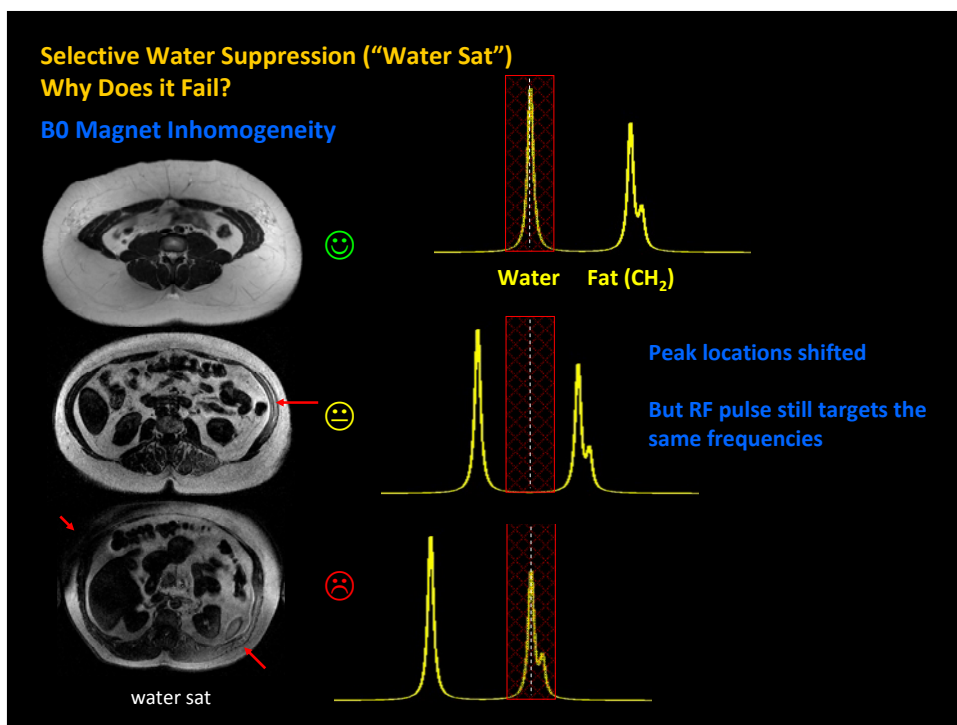 Selective Water Suppression (“Water Sat”)
Why Does it Fail?
B0 Magnet Inhomogeneity
Water
Fat (CH₂)
Peak locations shifted
But RF pulse still targets the
same frequencies
water sat